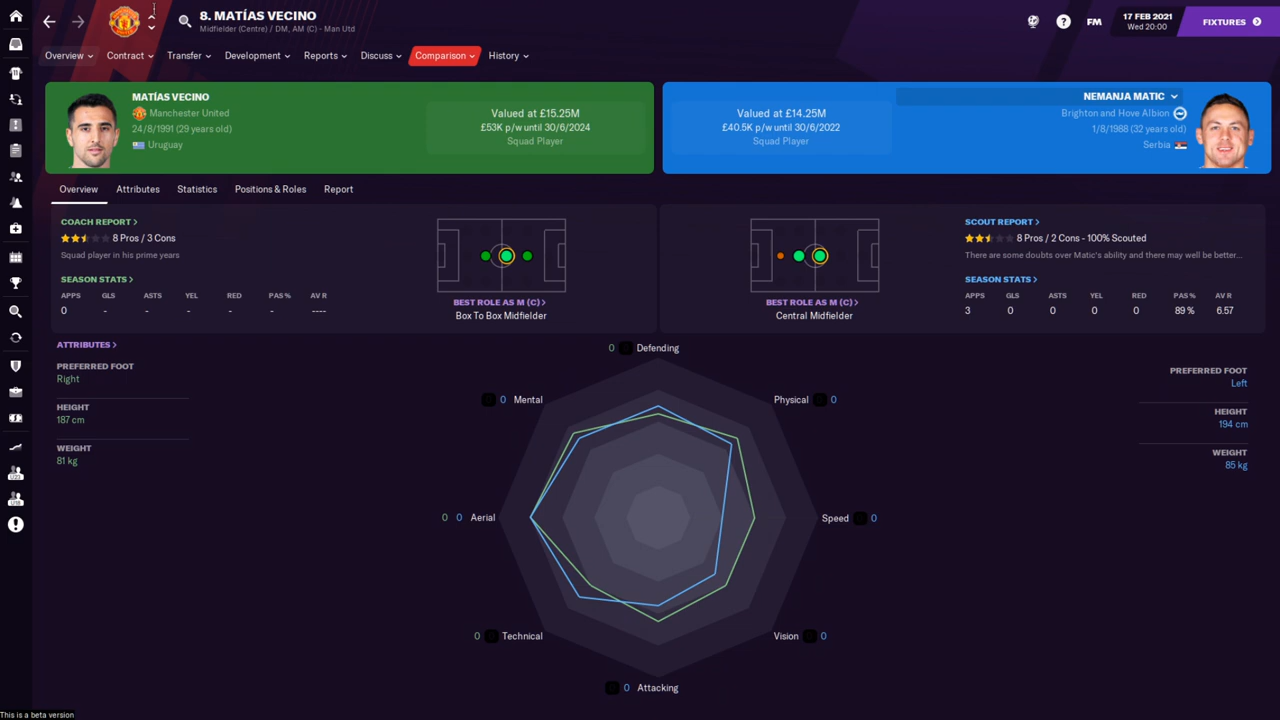 8. MATÍAS VECINO
Midfielder (Centre) / DM, AM (C) - Man Utd
FM
17 FEB 2021
Wed 20:00
FIXTURES
Overview
Contract
Transfer
Development
Reports
Discuss
Comparison
History
MATÍAS VECINO
Manchester United
24/8/1991 (29 years old)
Uruguay
Valued at £15.25M
£53K p/w until 30/6/2024
Squad Player
Valued at £14.25M
£40.5K p/w until 30/6/2022
Squad Player
NEMANJA MATIC
Brighton and Hove Albion
1/8/1988 (32 years old)
Serbia
Overview Attributes Statistics Positions & Roles Report
COACH REPORT >
8 Pros / 3 Cons
Squad player in his prime years
SEASON STATS >
APPS GLS ASTS YEL RED PAS % AV R
0 - - - - - ----
BEST ROLE AS M (C) >
Box To Box Midfielder
BEST ROLE AS M (C) >
Central Midfielder
SCOUT REPORT >
8 Pros / 2 Cons - 100% Scouted
There are some doubts over Matic's ability and there may well be better...
SEASON STATS >
APPS GLS ASTS YEL RED PAS % AV R
3 0 0 0 0 89 % 6.57
ATTRIBUTES >
PREFERRED FOOT
Right
HEIGHT
187 cm
WEIGHT
81 kg
0 Defending
0 Mental
Physical 0
0 0 Aerial
Speed 0
0 Technical
Vision 0
0 Attacking
PREFERRED FOOT
Left
HEIGHT
194 cm
WEIGHT
85 kg
U23
U18
This is a beta version